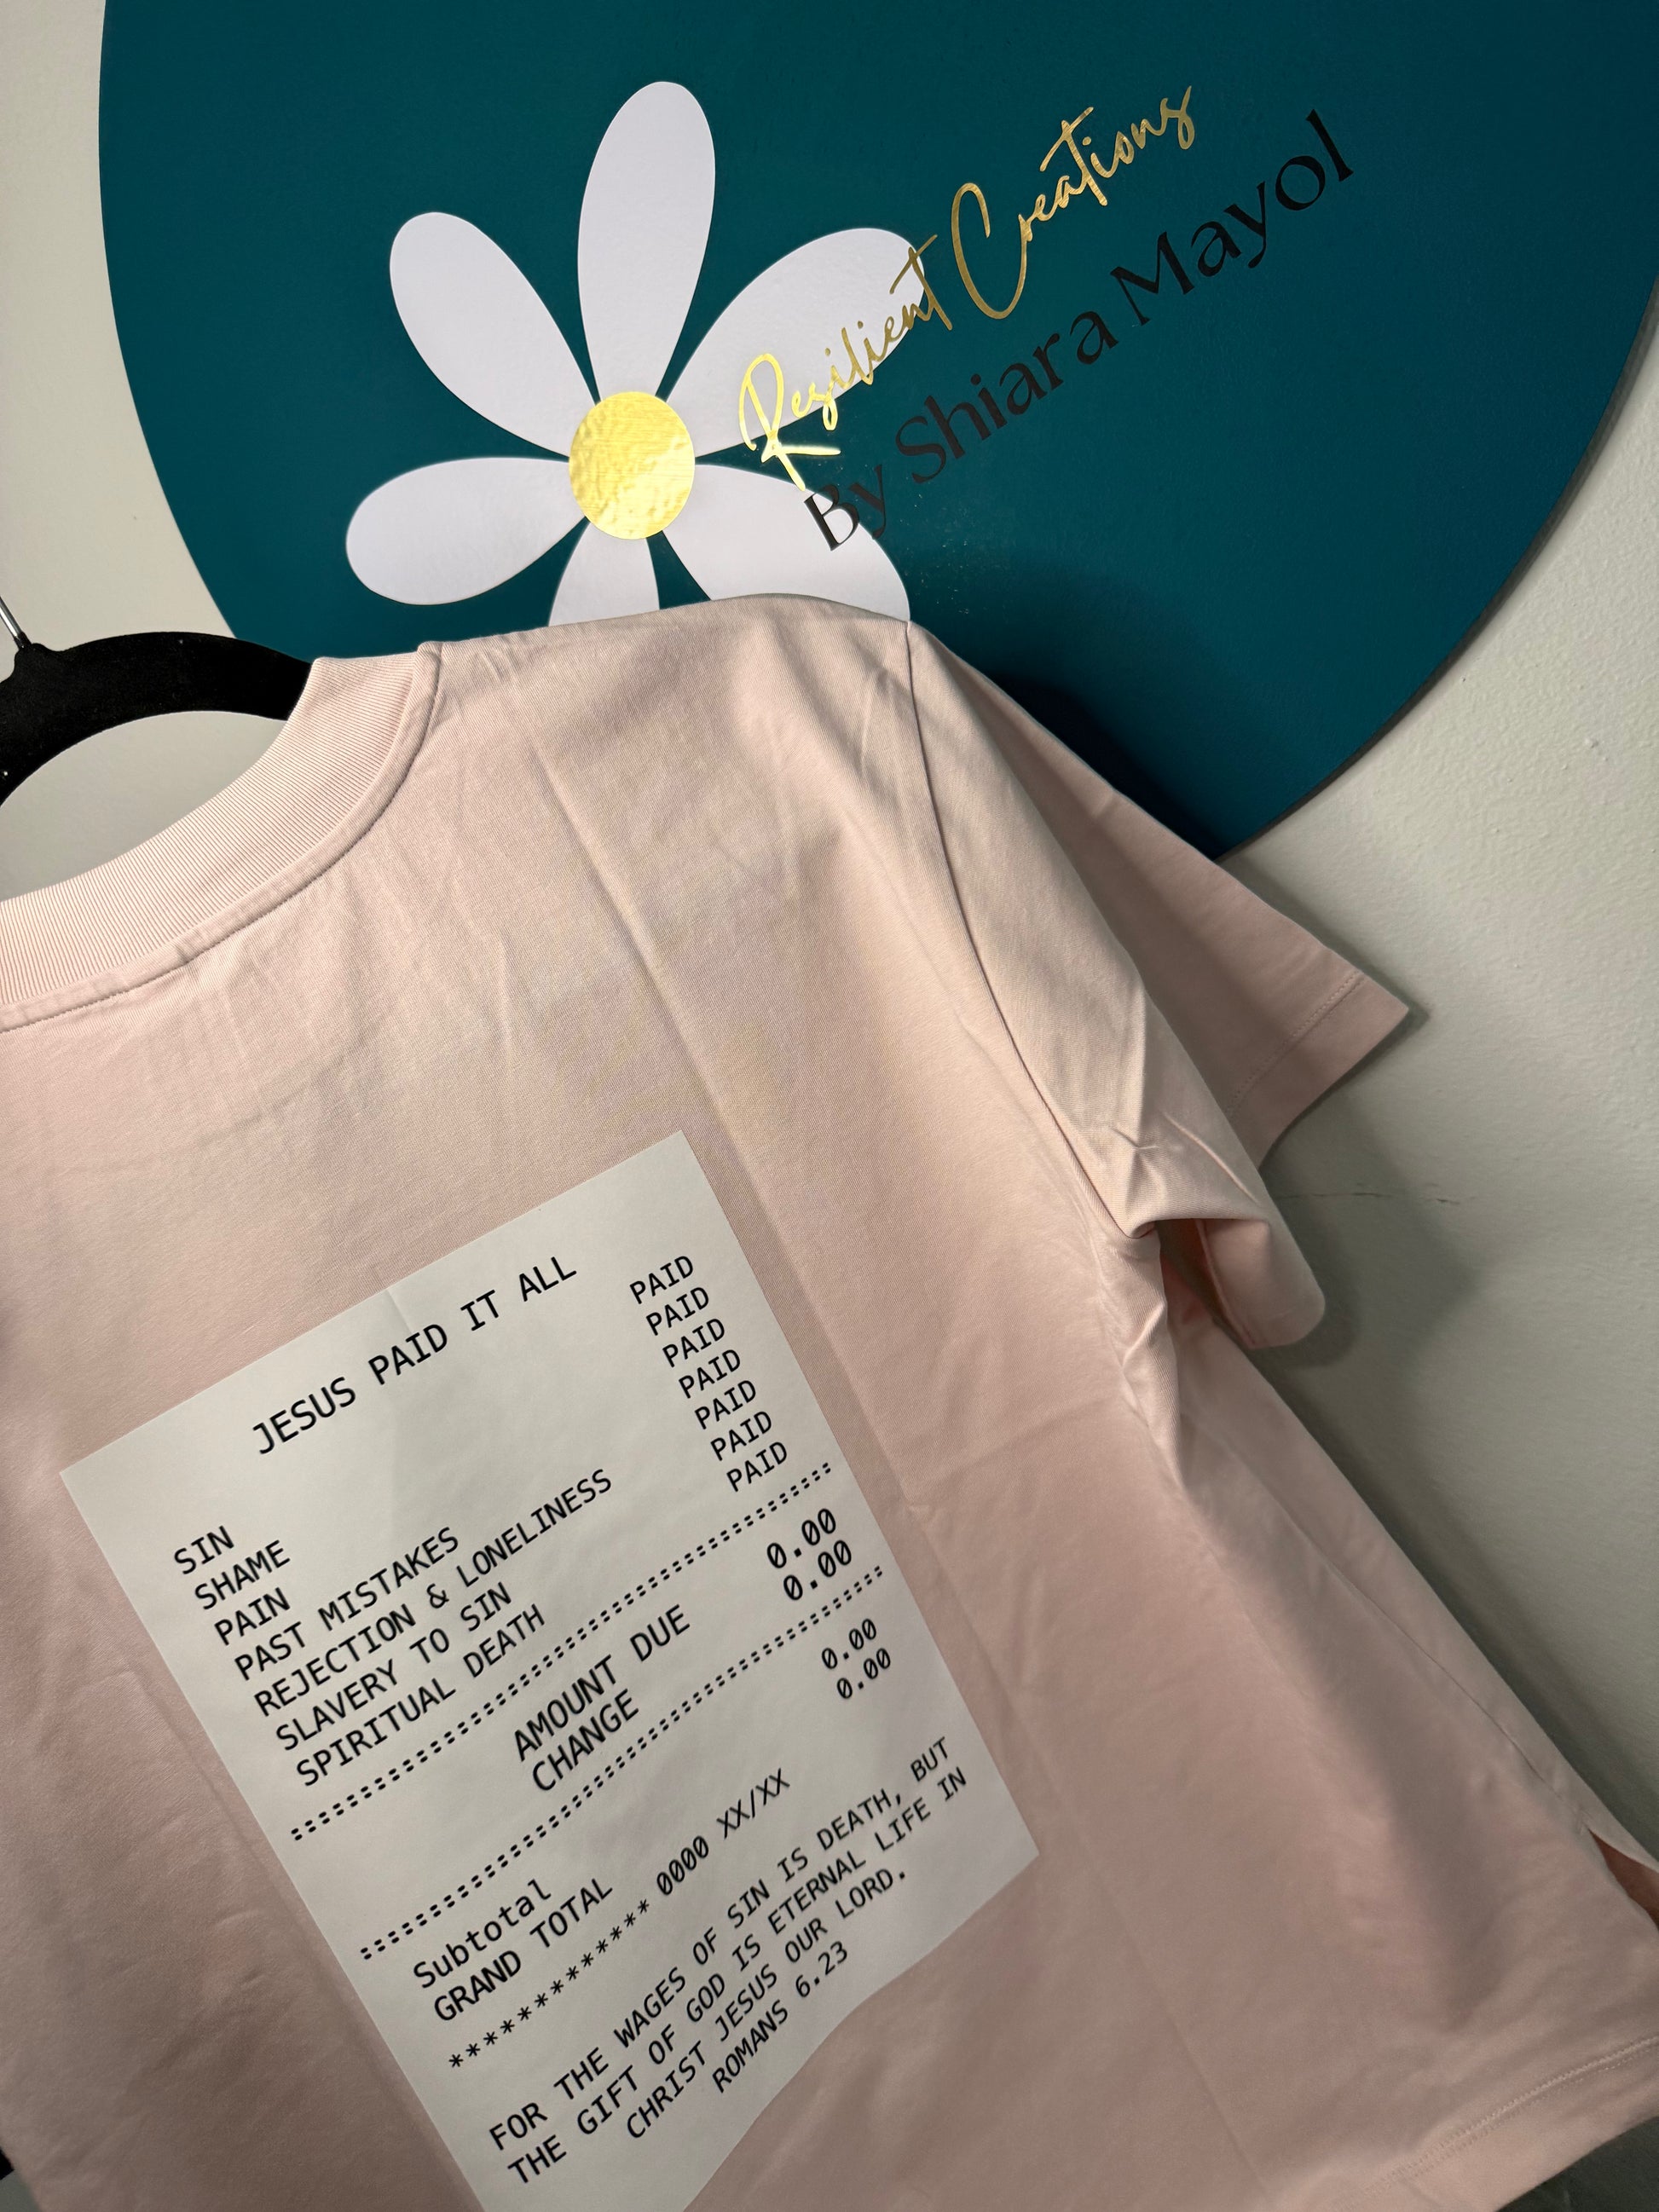 Resilient Creations
By Shiara Mayol
JESUS PAID IT ALL
SIN PAID
SHAME PAID
PAIN PAID
PAST MISTAKES PAID
REJECTION & LONELINESS PAID
SLAVERY TO SIN PAID
SPIRITUAL DEATH PAID
AMOUNT DUE 0.00
CHANGE 0.00
Subtotal 0.00
GRAND TOTAL 0.00
************ 0000 XX/XX
FOR THE WAGES OF SIN IS DEATH, BUT
THE GIFT OF GOD IS ETERNAL LIFE IN
CHRIST JESUS OUR LORD.
ROMANS 6.23